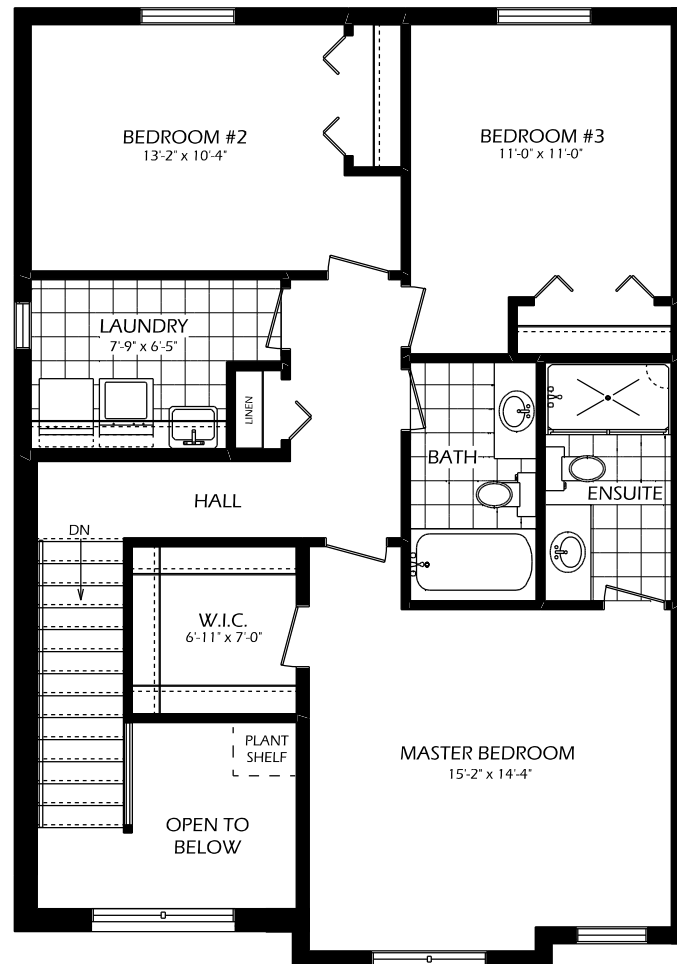 BEDROOM #2
13'-2" x 10'-4"
BEDROOM #3
11'-0" x 11'-0"
LAUNDRY
7'-9" x 6'-5"
LINEN
BATH
ENSUITE
HALL
DN
W.I.C.
6'-11" x 7'-0"
PLANT
SHELF
MASTER BEDROOM
15'-2" x 14'-4"
OPEN TO
BELOW